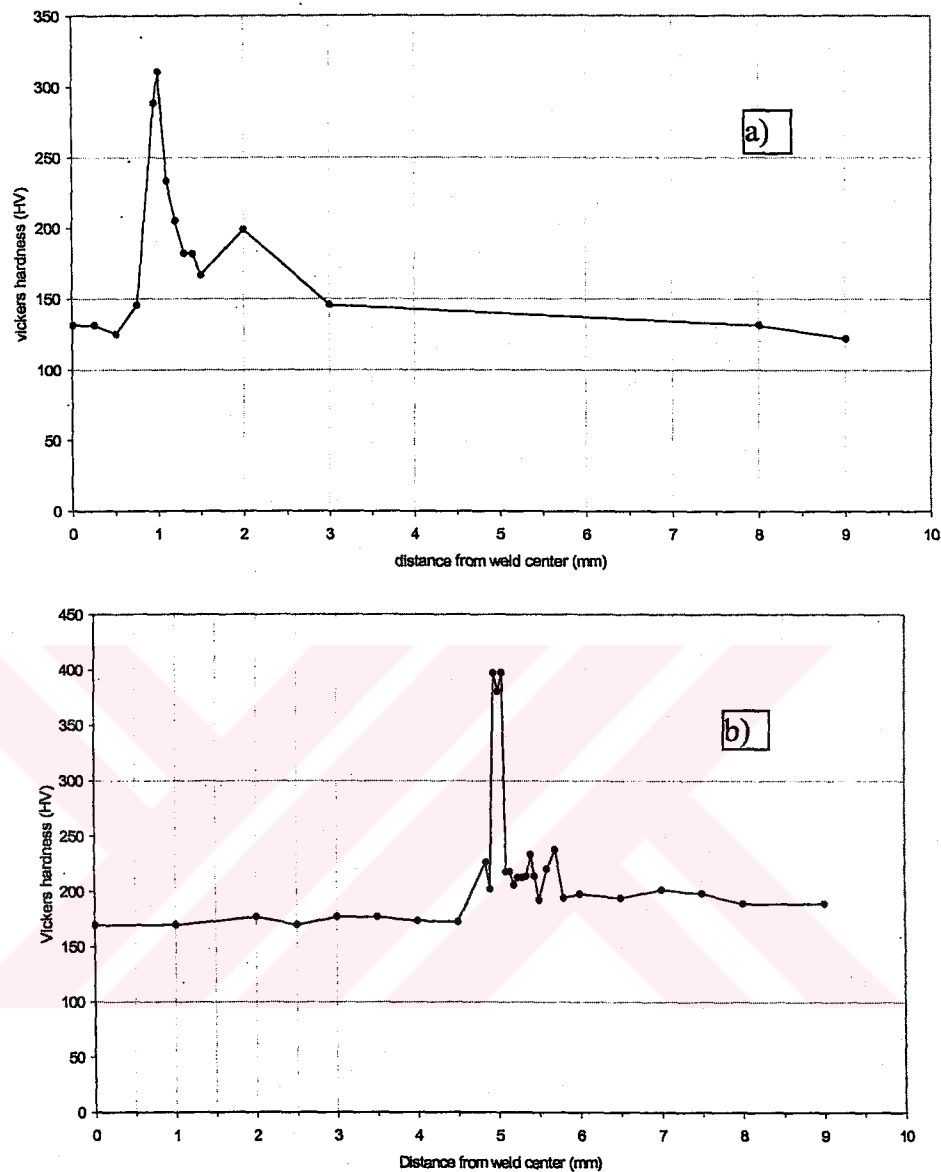 350
300
250
200
150
100
50
0
vickers hardness (HV)
a)
0 1 2 3 4 5 6 7 8 9 10
distance from weld center (mm)
450
400
350
300
250
200
150
100
50
0
Vickers hardness (HV)
b)
0 1 2 3 4 5 6 7 8 9 10
Distance from weld center (mm)